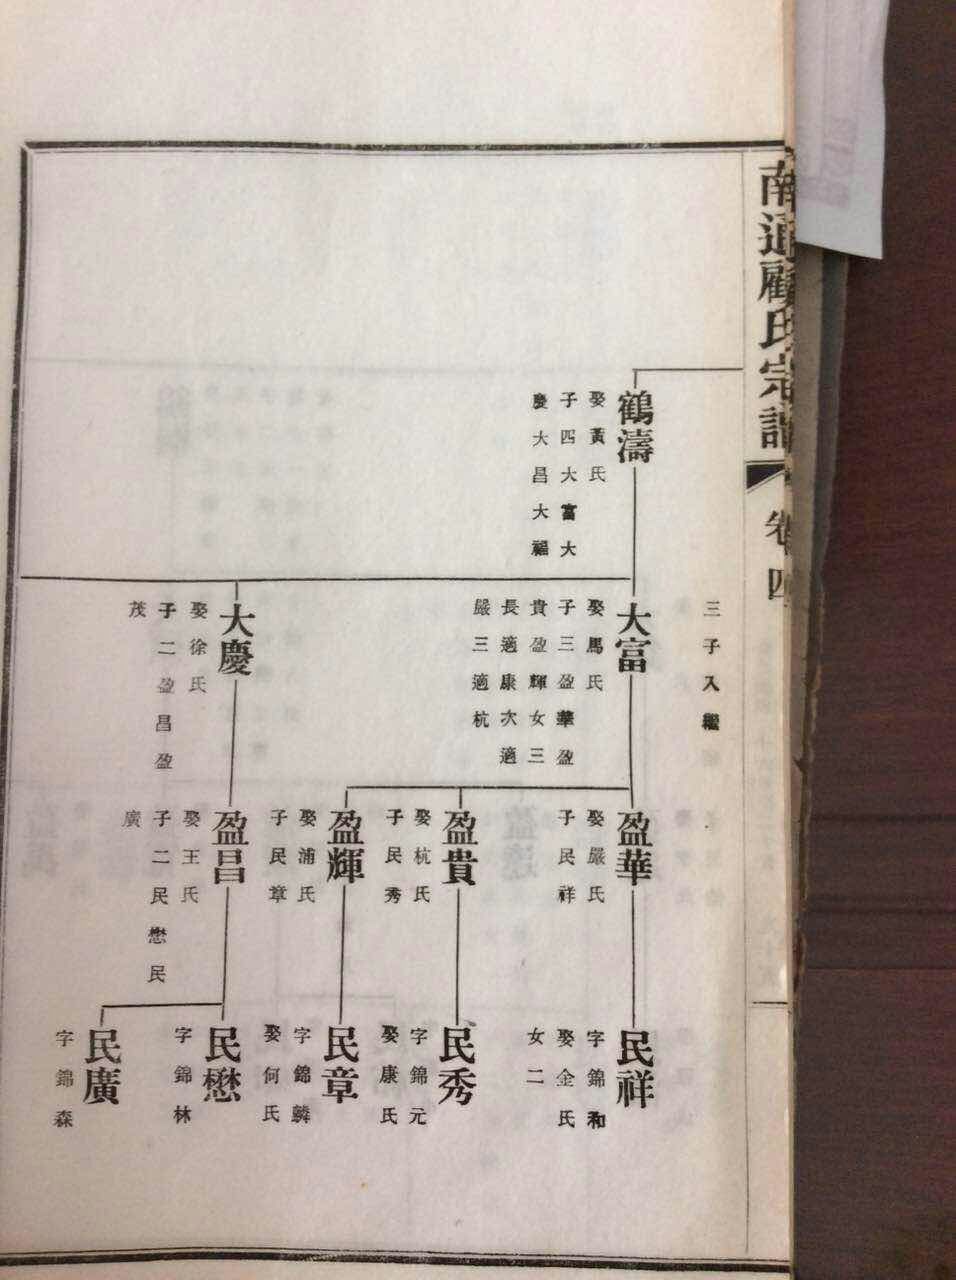 南通顧氏宗譜
卷四
三子入繼
鶴濤
娶黃氏
子四大富大
慶大昌大福
大富
娶馬氏
子三盈華盈
貴盈輝女三
長適康次適
嚴三適杭
大慶
娶徐氏
子二盈昌盈
茂
盈華
娶嚴氏
子民祥
盈貴
娶杭氏
子民秀
盈輝
娶浦氏
子民章
盈昌
娶王氏
子二民懋民
廣
民祥
字錦和
娶金氏
女二
民秀
字錦元
娶康氏
民章
字錦麟
娶何氏
民懋
字錦林
民廣
字錦森